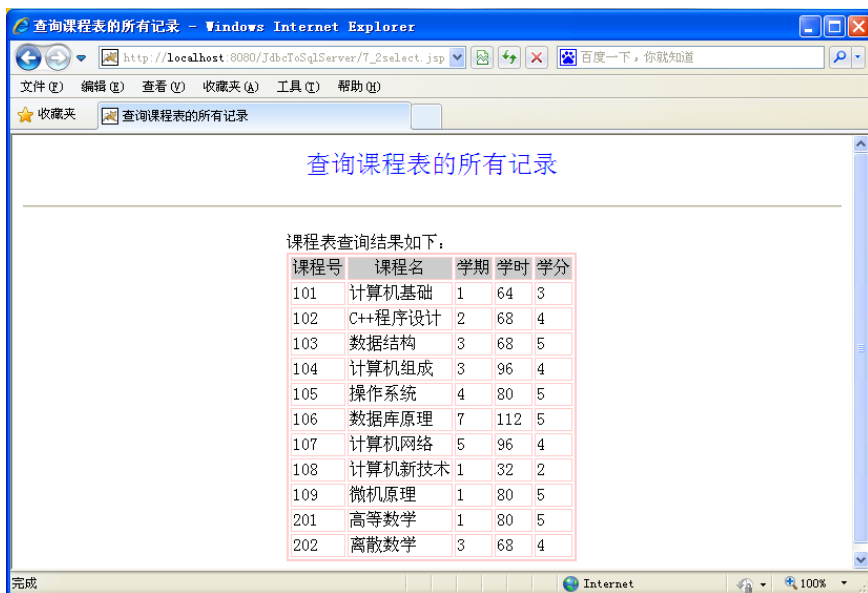 查询课程表的所有记录 - Windows Internet Explorer
http://localhost:8080/JdbcToSqlServer/7_2select.jsp 百度一下，你就知道
文件(F) 编辑(E) 查看(V) 收藏夹(A) 工具(T) 帮助(H)
收藏夹 查询课程表的所有记录
查询课程表的所有记录
课程表查询结果如下：
课程号 课程名 学期 学时 学分
101 计算机基础 1 64 3
102 C++程序设计 2 68 4
103 数据结构 3 68 5
104 计算机组成 3 96 4
105 操作系统 4 80 5
106 数据库原理 7 112 5
107 计算机网络 5 96 4
108 计算机新技术 1 32 2
109 微机原理 1 80 5
201 高等数学 1 80 5
202 离散数学 3 68 4
完成 Internet 100%